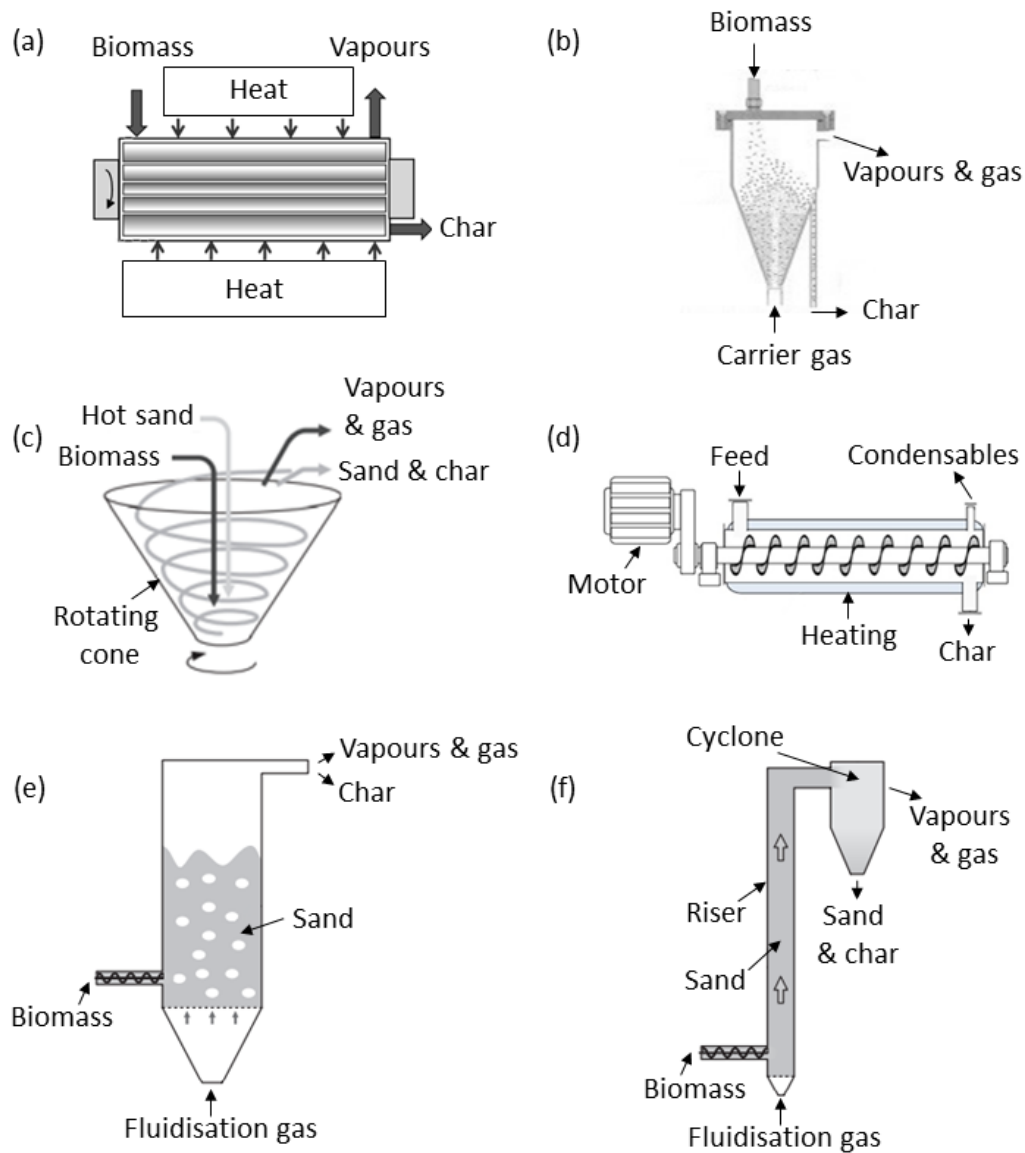 (a)
Biomass
Vapours
Heat
Char
Heat
(b)
Biomass
Vapours & gas
Char
Carrier gas
(c)
Hot sand
Biomass
Vapours
& gas
Sand & char
Rotating
cone
(d)
Feed
Condensables
Motor
Heating
Char
(e)
Vapours & gas
Char
Sand
Biomass
Fluidisation gas
(f)
Cyclone
Vapours
& gas
Riser
Sand
& char
Sand
Biomass
Fluidisation gas